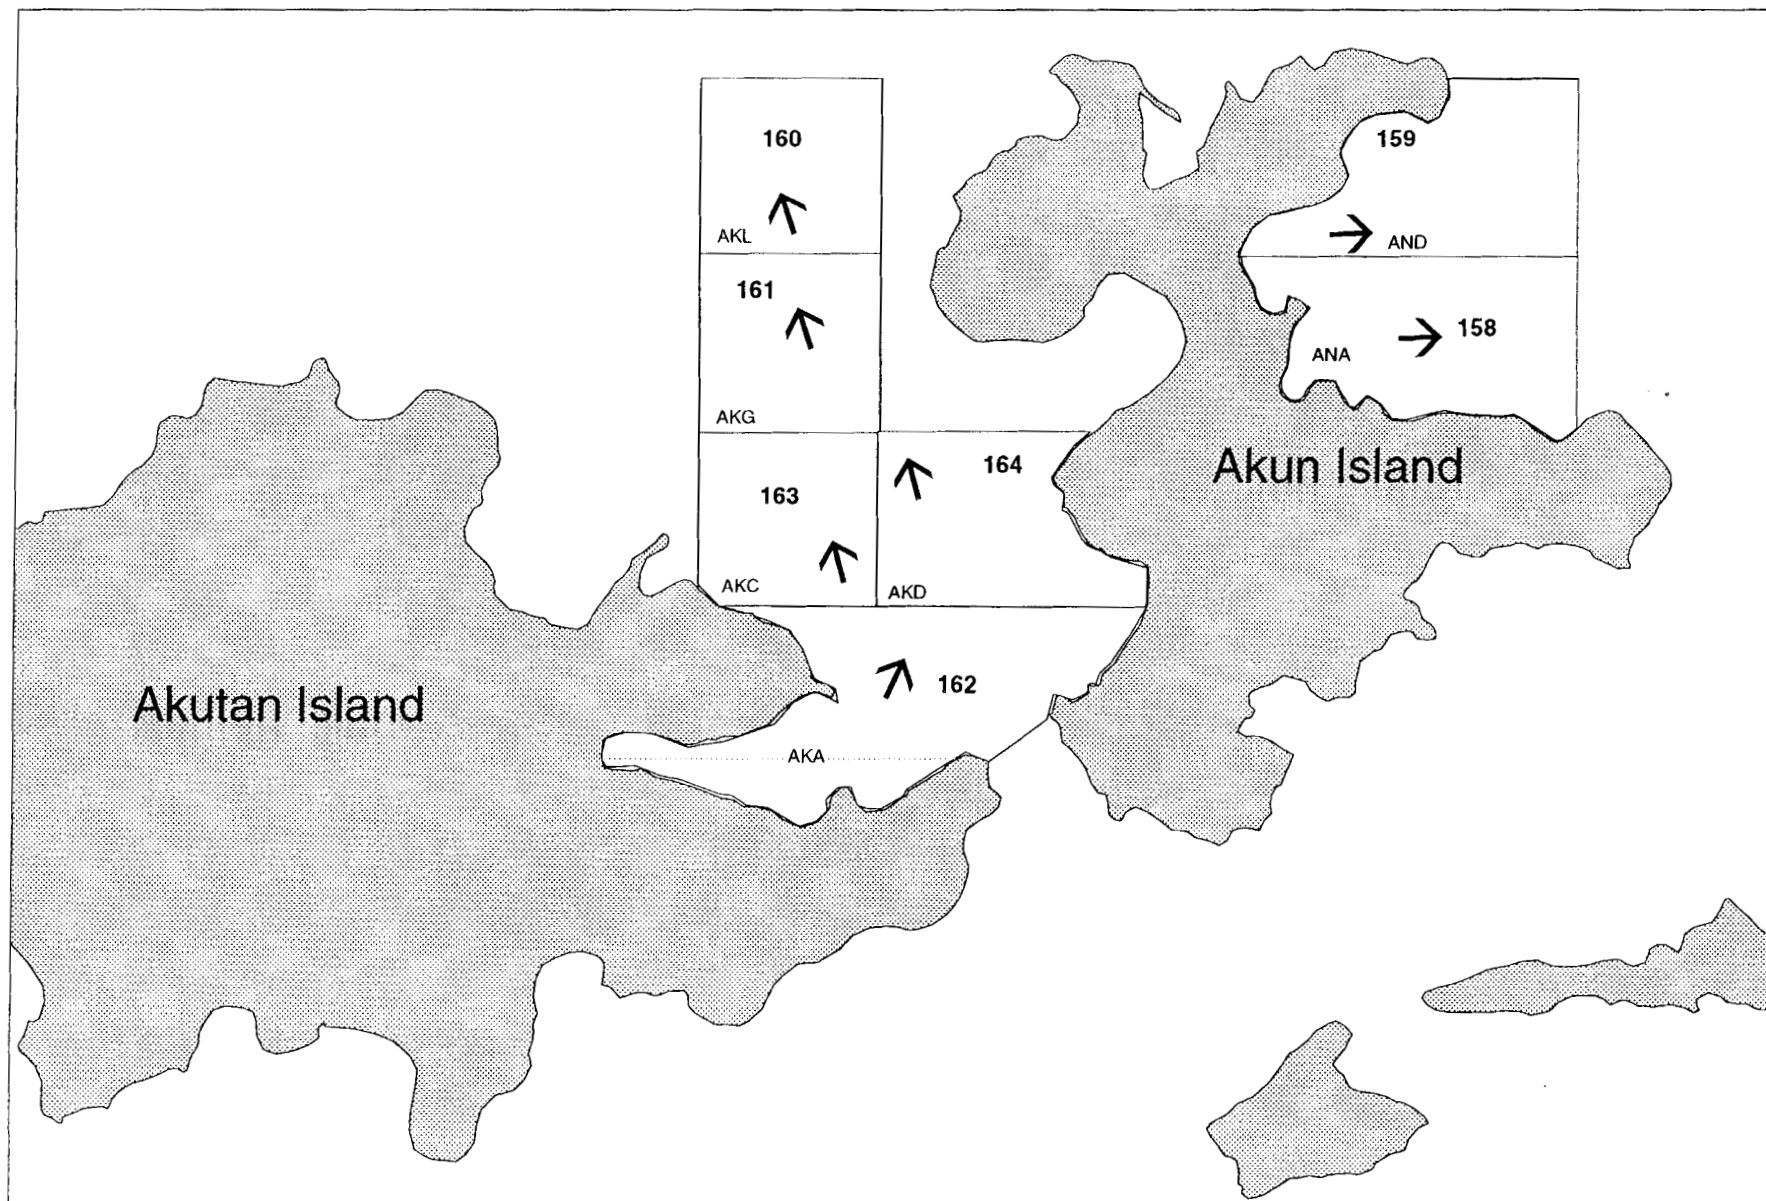 160
159
AKL
AND
161
158
ANA
AKG
164
Akun Island
163
AKC
AKD
162
Akutan Island
AKA